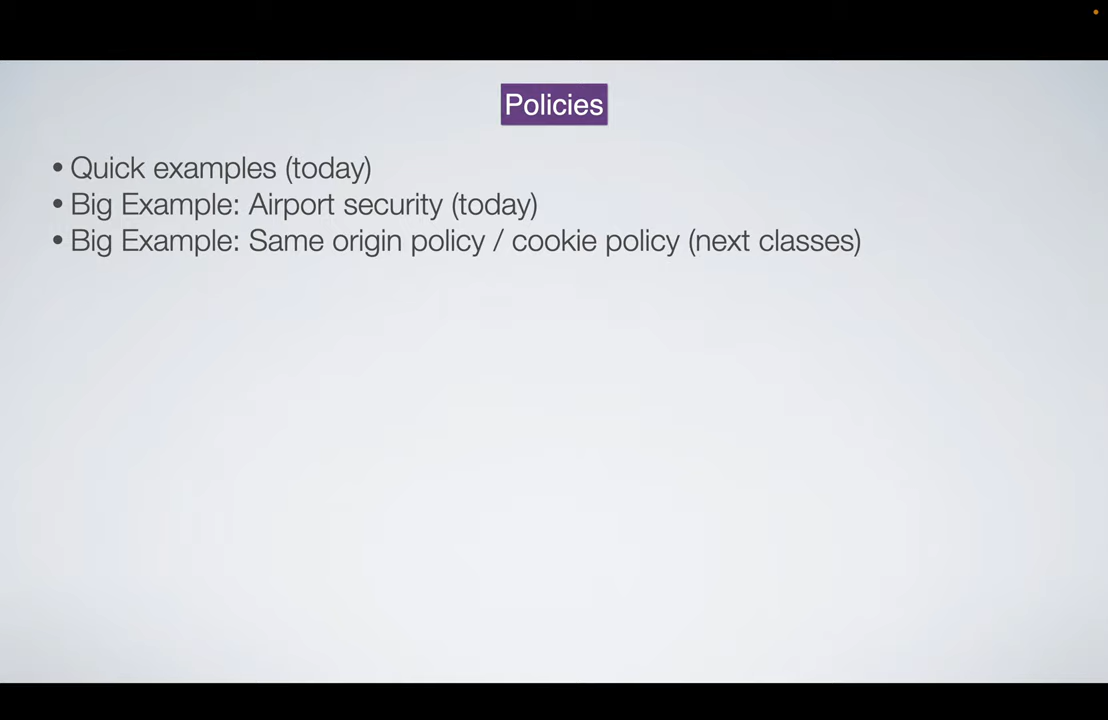 Policies
• Quick examples (today)
• Big Example: Airport security (today)
• Big Example: Same origin policy / cookie policy (next classes)